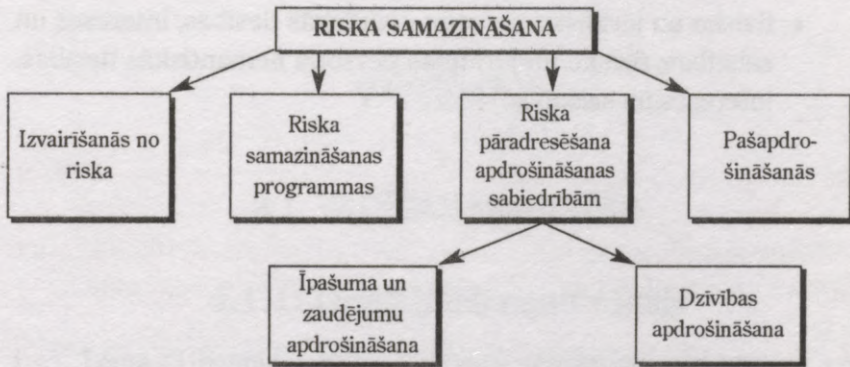 RISKA SAMAZINĀŠANA
Izvairīšanās no
riska
Riska
samazināšanas
programmas
Riska
pāradresēšana
apdrošināšanas
sabiedrībām
Pašapdro-
šināšanās
Īpašuma un
zaudējumu
apdrošināšana
Dzīvības
apdrošināšana